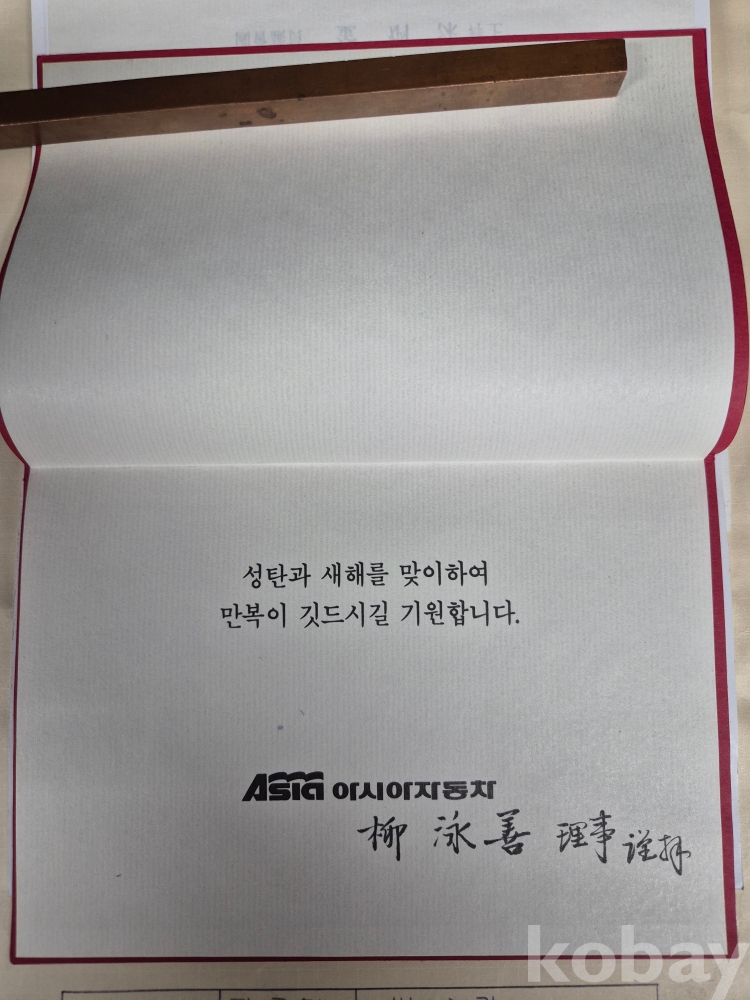 성탄과 새해를 맞이하여
만복이 깃드시길 기원합니다.
Asia 아시아자동차
柳 泳 善 理事 謹拜
kobay